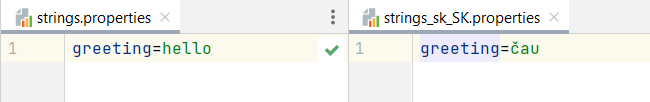 strings.properties
1 greeting=hello
strings_sk_SK.properties
1 greeting=čau